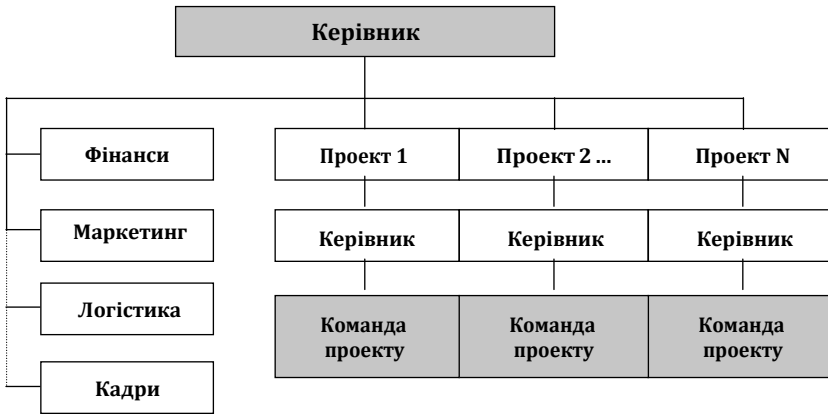 Керівник
Фінанси
Проект 1
Проект 2 ...
Проект N
Маркетинг
Керівник
Керівник
Керівник
Логістика
Команда
проекту
Команда
проекту
Команда
проекту
Кадри